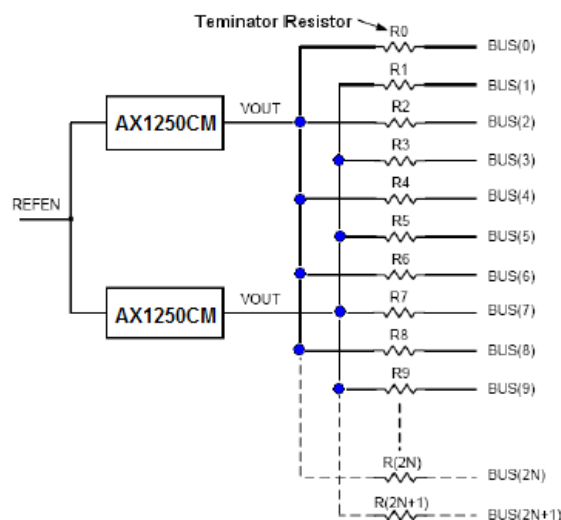 Teminator Resistor
R0 BUS(0)
R1 BUS(1)
AX1250CM VOUT R2 BUS(2)
R3 BUS(3)
R4 BUS(4)
REFEN
R5 BUS(5)
R6 BUS(6)
AX1250CM VOUT R7 BUS(7)
R8 BUS(8)
R9 BUS(9)
R(2N) BUS(2N)
R(2N+1) BUS(2N+1)